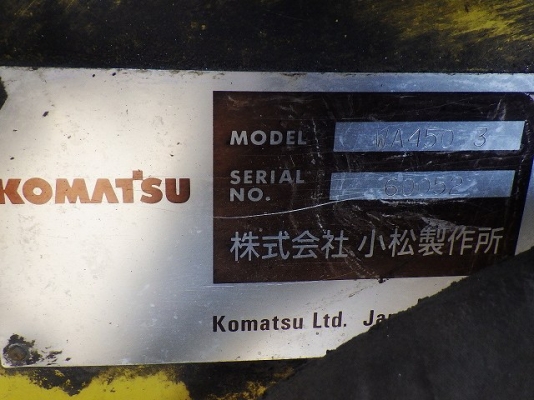 KOMATSU
MODEL WA450-3
SERIAL
NO. 60052
株式会社 小松製作所
Komatsu Ltd.